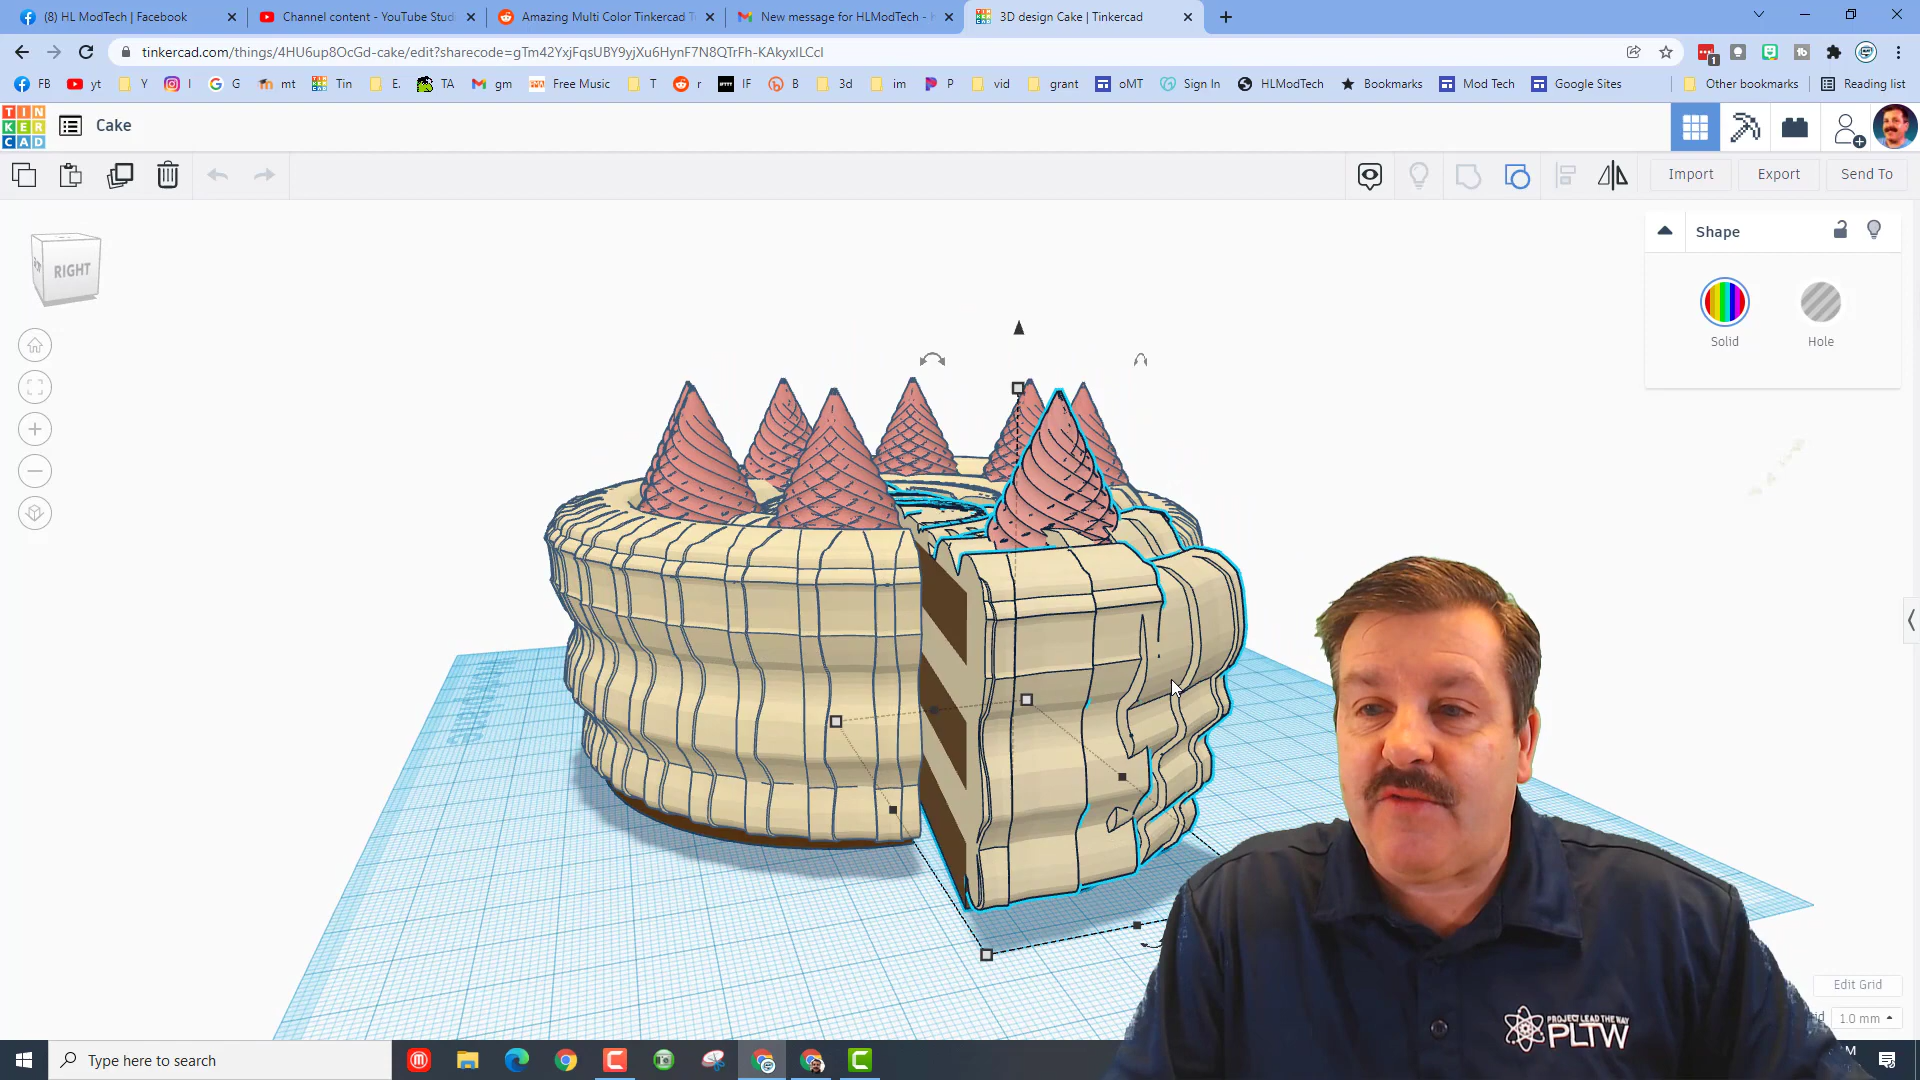 (8) HL ModTech | Facebook
Channel content - YouTube Stud
Amazing Multi Color Tinkercad T
New message for HLModTech - h
3D design Cake | Tinkercad
tinkercad.com/things/4HU6up8OcGd-cake/edit?sharecode=gTm42YxjFqsUBY9yjXu6HynF7N8QTrFh-KAkyxlLCcI
FB yt Y I G mt Tin E. TA gm Free Music T r IF B 3d im P vid grant oMT Sign In HLModTech Bookmarks Mod Tech Google Sites Other bookmarks Reading list
TIN
KER
CAD
Cake
Import Export Send To
RIGHT
Shape
Solid Hole
Edit Grid
1.0 mm
PROJECT LEAD THE WAY
PLTW
Type here to search